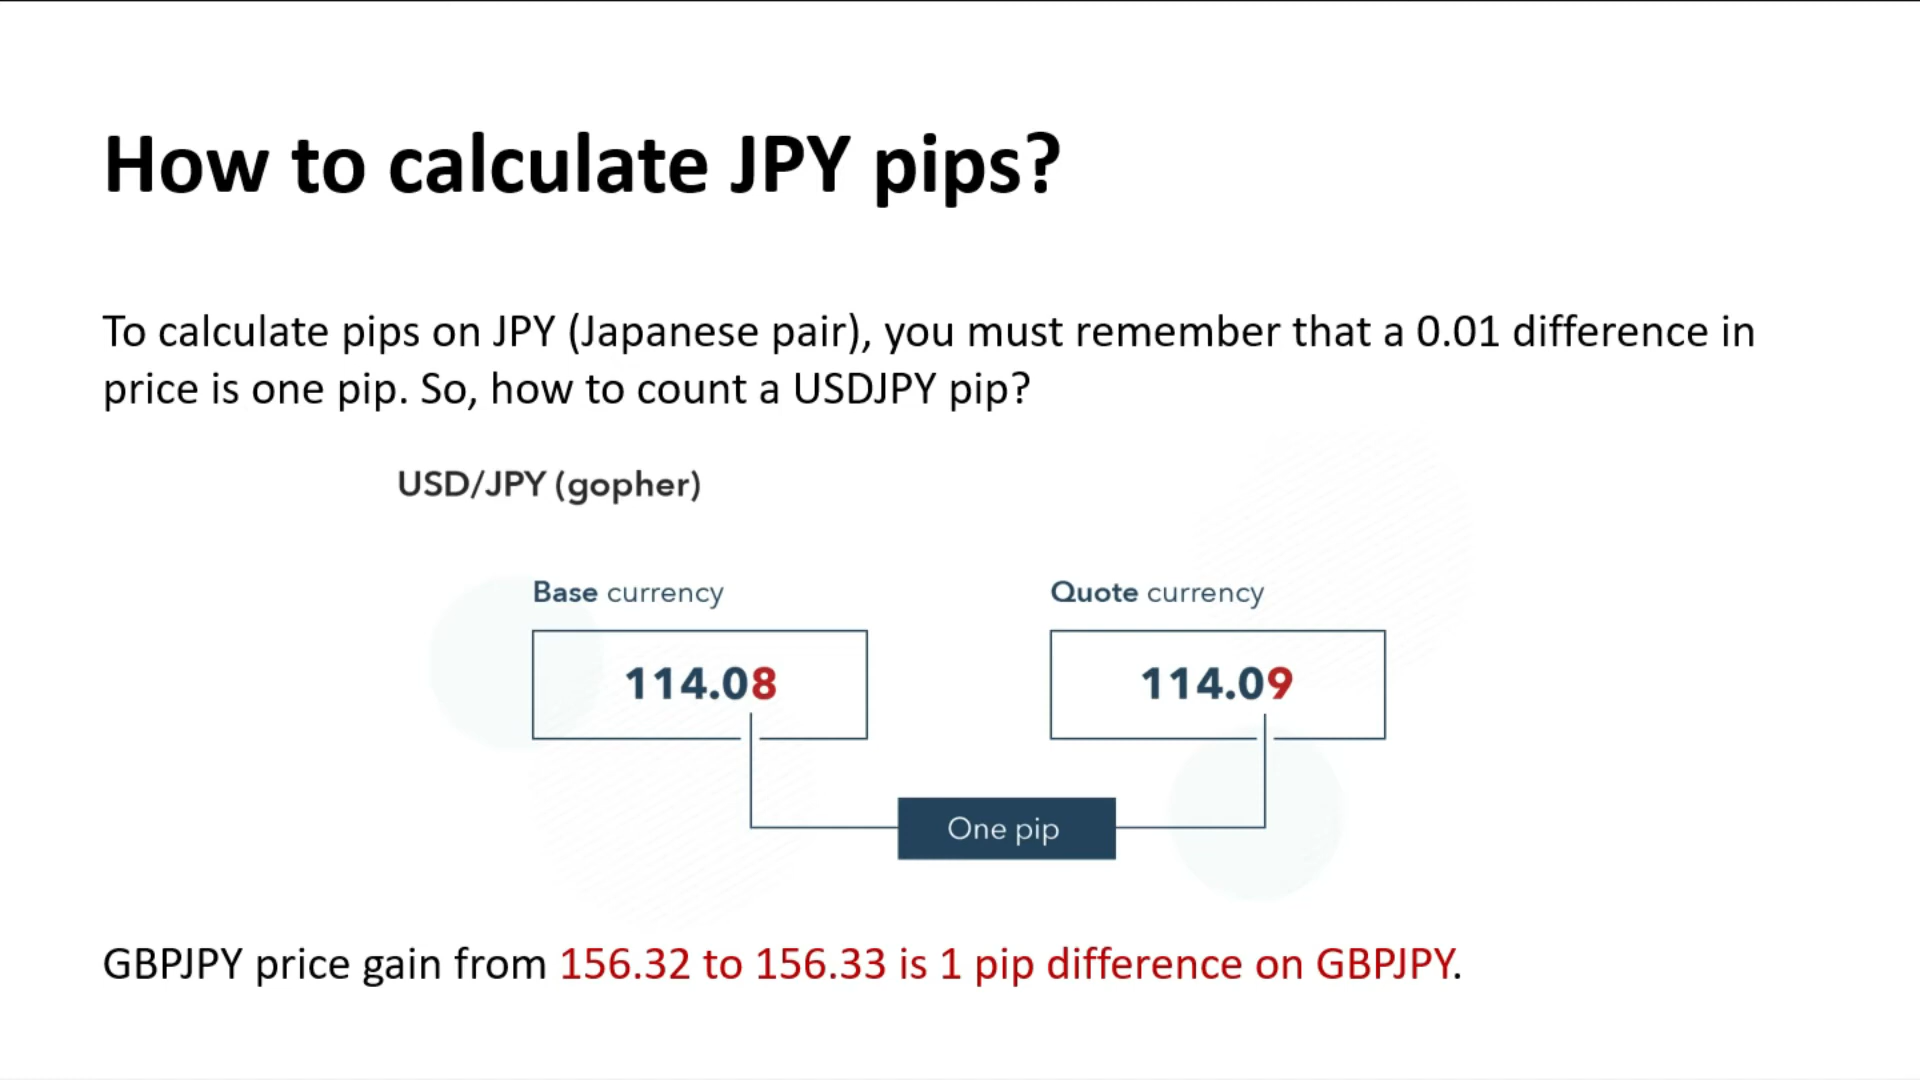 How to calculate JPY pips?
To calculate pips on JPY (Japanese pair), you must remember that a 0.01 difference in
price is one pip. So, how to count a USDJPY pip?
USD/JPY (gopher)
Base currency
Quote currency
114.08
114.09
One pip
GBPJPY price gain from 156.32 to 156.33 is 1 pip difference on GBPJPY.